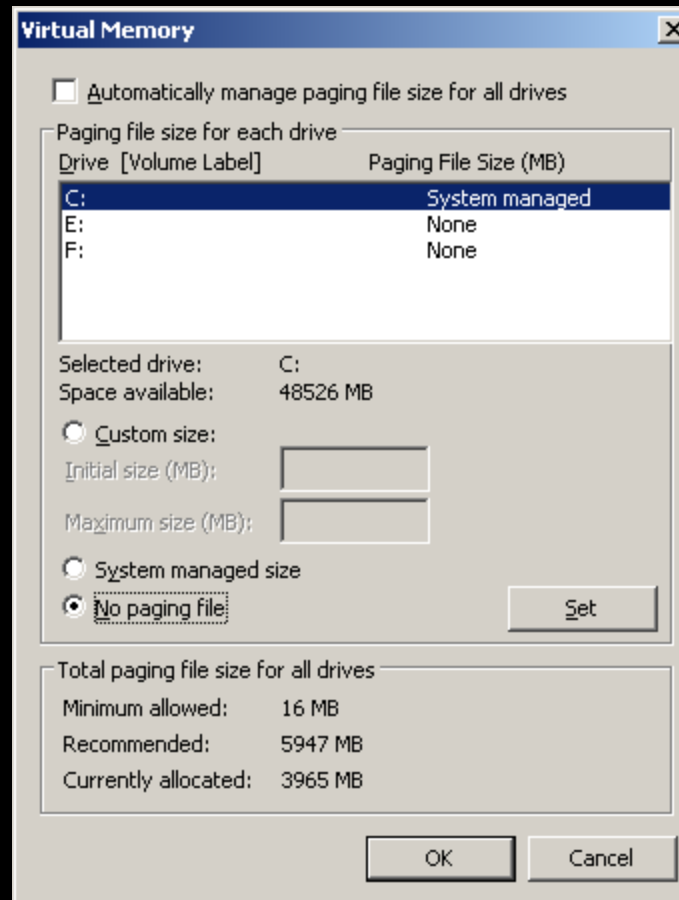 Virtual Memory
Automatically manage paging file size for all drives
Paging file size for each drive
Drive [Volume Label] Paging File Size (MB)
C: System managed
E: None
F: None
Selected drive: C:
Space available: 48526 MB
Custom size:
Initial size (MB):
Maximum size (MB):
System managed size
No paging file
Set
Total paging file size for all drives
Minimum allowed: 16 MB
Recommended: 5947 MB
Currently allocated: 3965 MB
OK Cancel